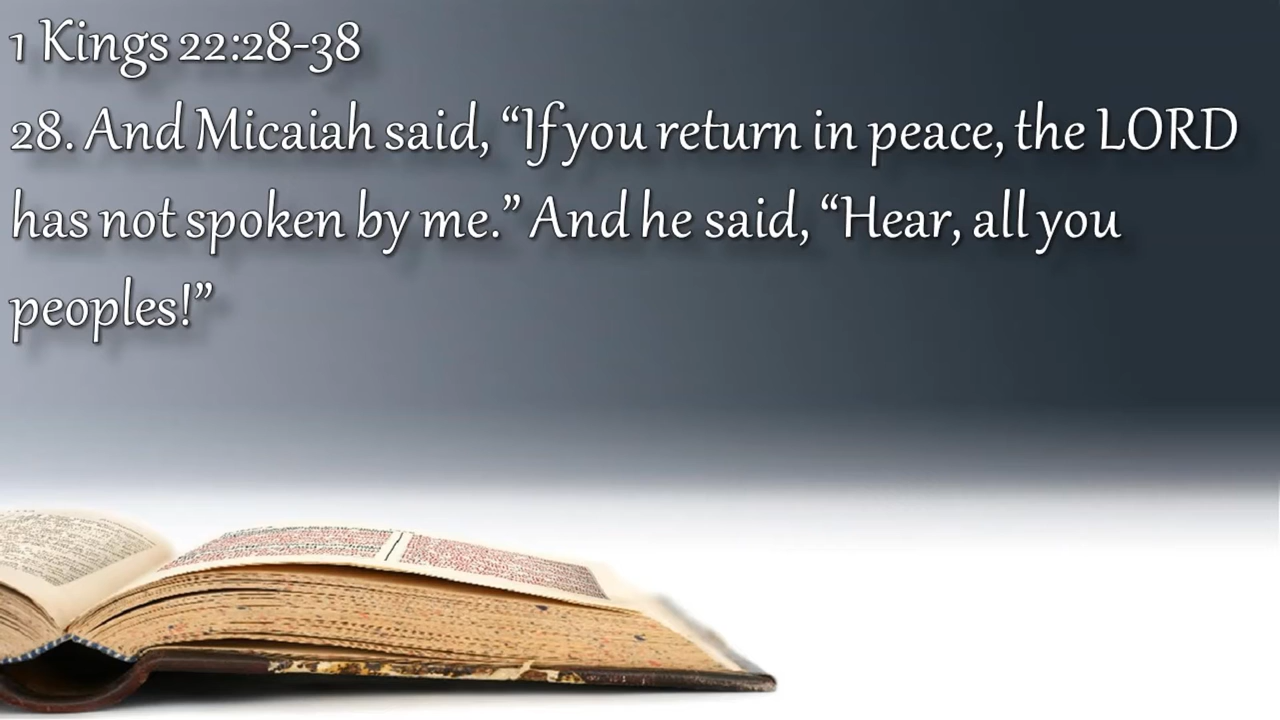 1 Kings 22:28-38
28. And Micaiah said, “If you return in peace, the LORD
has not spoken by me.” And he said, “Hear, all you
peoples!”